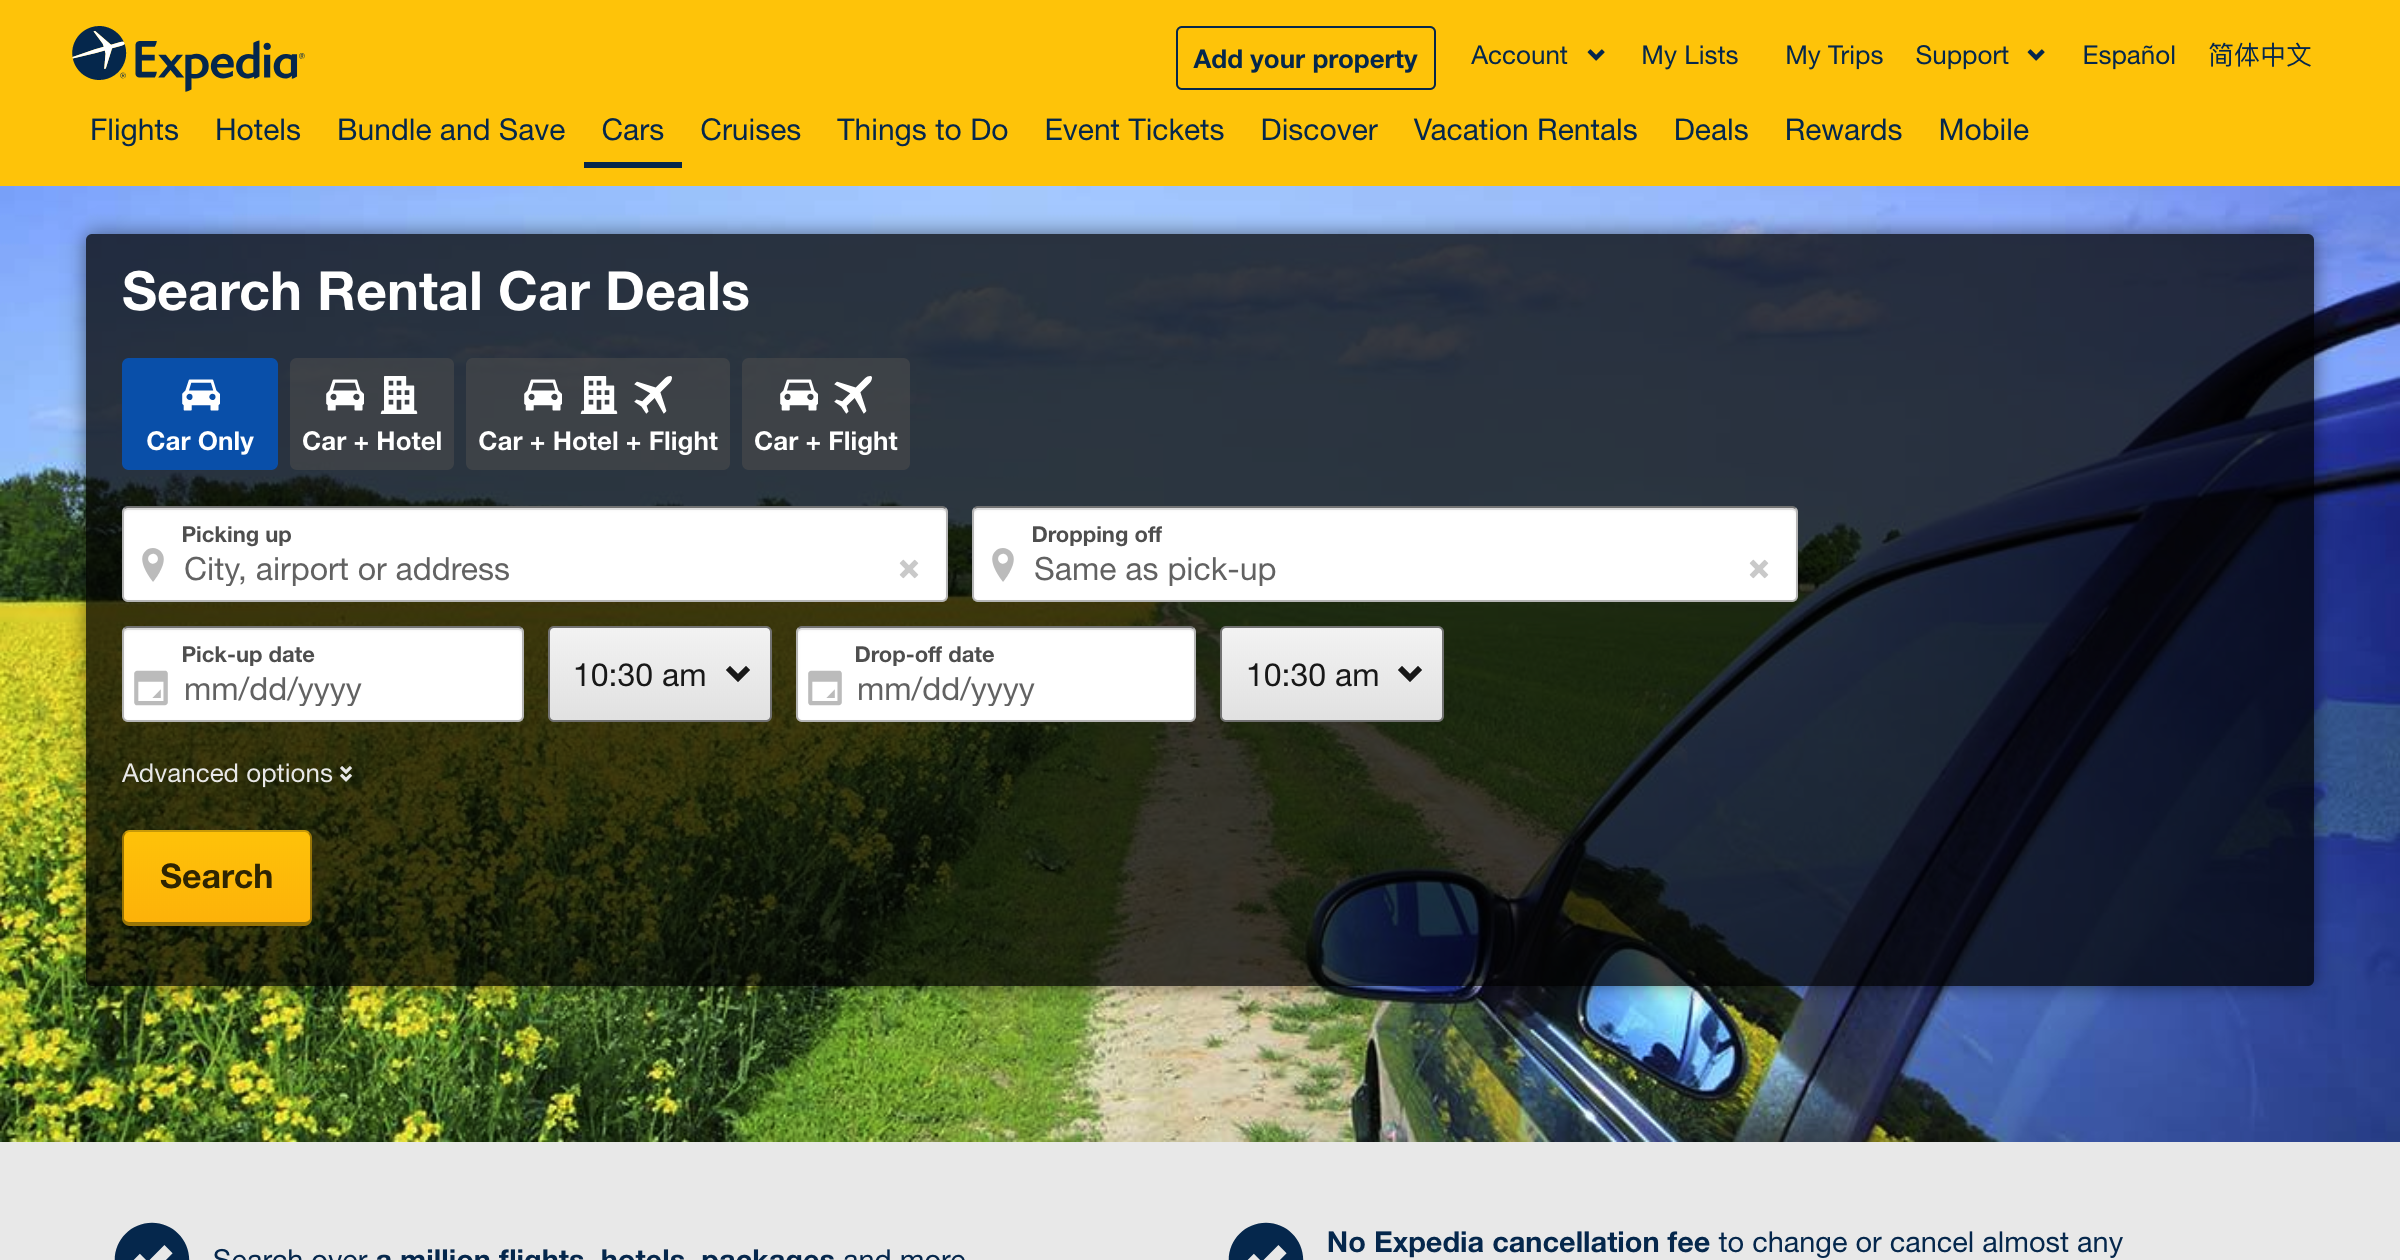 Expedia
Add your property
Account
My Lists
My Trips
Support
Español
简体中文
Flights
Hotels
Bundle and Save
Cars
Cruises
Things to Do
Event Tickets
Discover
Vacation Rentals
Deals
Rewards
Mobile
Search Rental Car Deals
Car Only
Car + Hotel
Car + Hotel + Flight
Car + Flight
Picking up
City, airport or address
Dropping off
Same as pick-up
Pick-up date
mm/dd/yyyy
10:30 am
Drop-off date
mm/dd/yyyy
10:30 am
Advanced options
Search
Search over a million flights, hotels, packages and more
No Expedia cancellation fee to change or cancel almost any